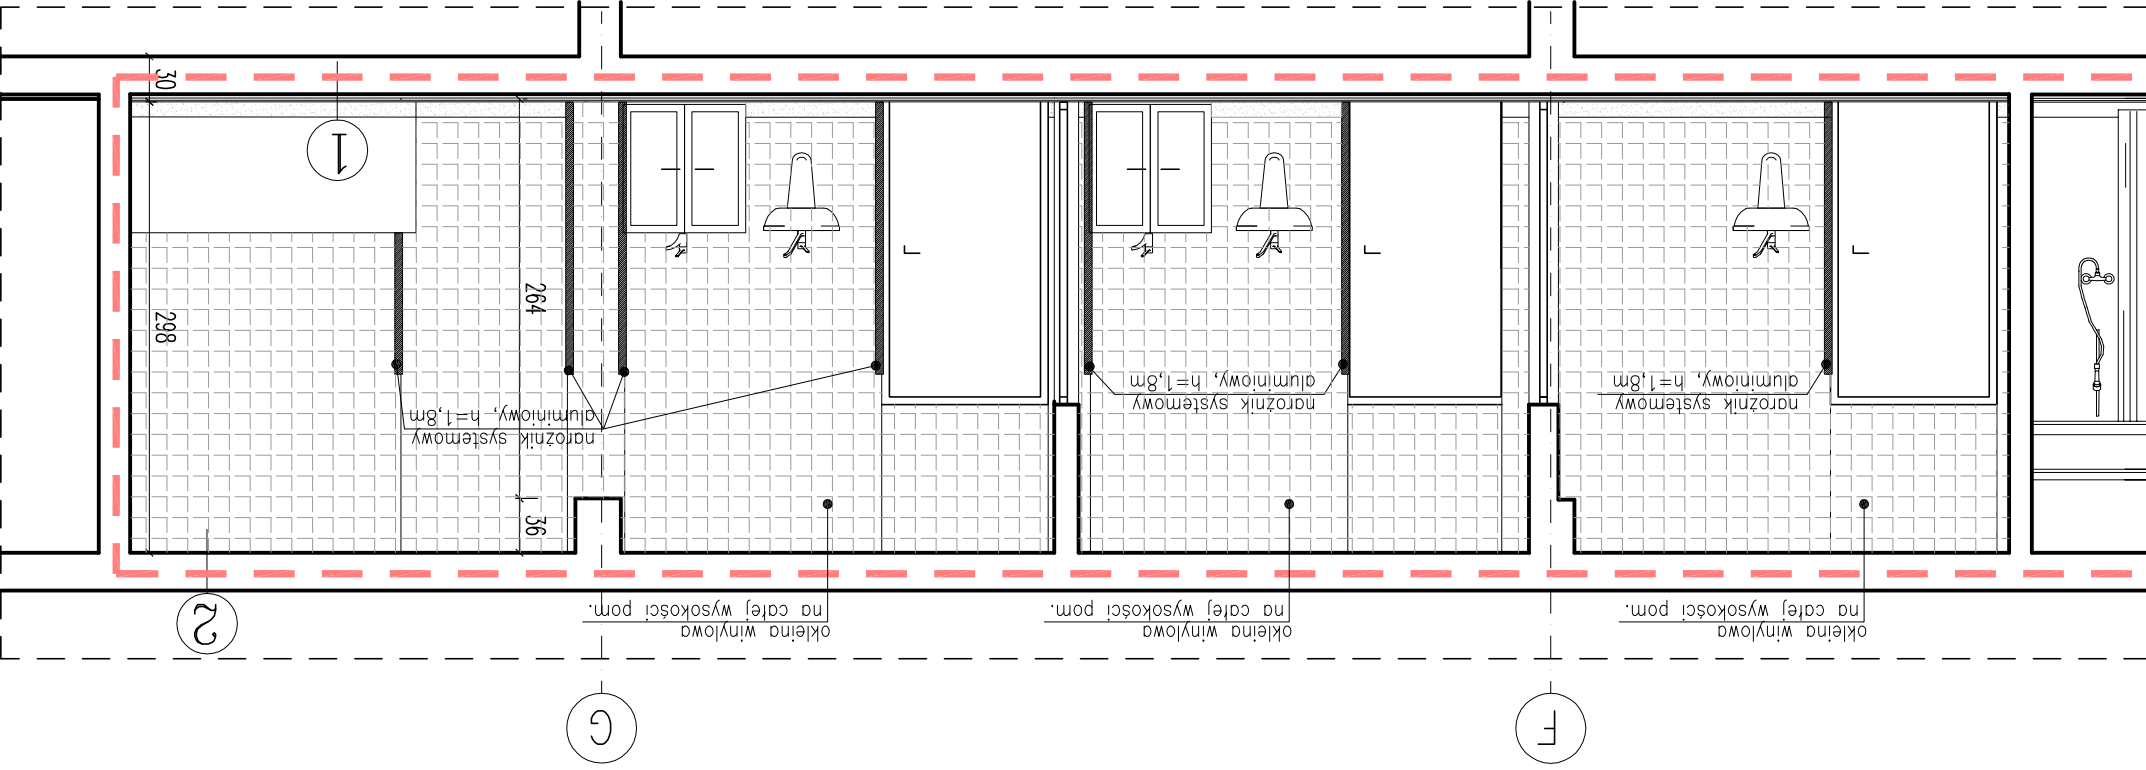 F
G
okleina winylowa
na całej wysokości pom.
okleina winylowa
na całej wysokości pom.
okleina winylowa
na całej wysokości pom.
2
narożnik systemowy
aluminiowy, h=1,8m
narożnik systemowy
aluminiowy, h=1,8m
narożnik systemowy
aluminiowy, h=1,8m
36
264
298
1
30